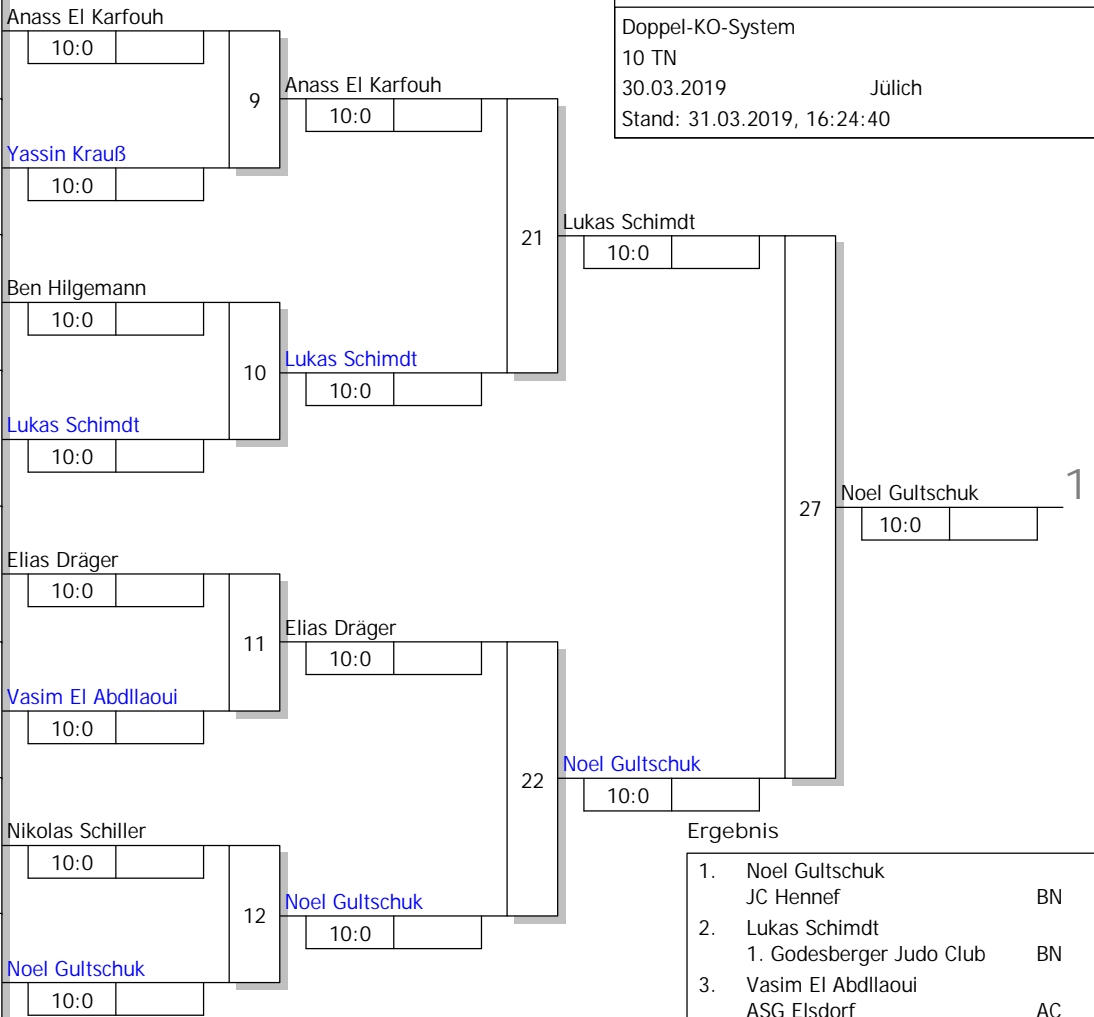 Anass El Karfouh
10:0
Doppel-KO-System
10 TN
30.03.2019 Jülich
Stand: 31.03.2019, 16:24:40
9
Anass El Karfouh
10:0
Yassin Krauß
10:0
21
Lukas Schimdt
10:0
Ben Hilgemann
10:0
10
Lukas Schimdt
10:0
Lukas Schimdt
10:0
27
Noel Gultschuk
10:0
1
Elias Dräger
10:0
11
Elias Dräger
10:0
Vasim El Abdllaoui
10:0
22
Noel Gultschuk
10:0
Nikolas Schiller
10:0
12
Noel Gultschuk
10:0
Noel Gultschuk
10:0
Ergebnis
1. Noel Gultschuk
JC Hennef BN
2. Lukas Schimdt
1. Godesberger Judo Club BN
3. Vasim El Abdllaoui
ASG Elsdorf AC